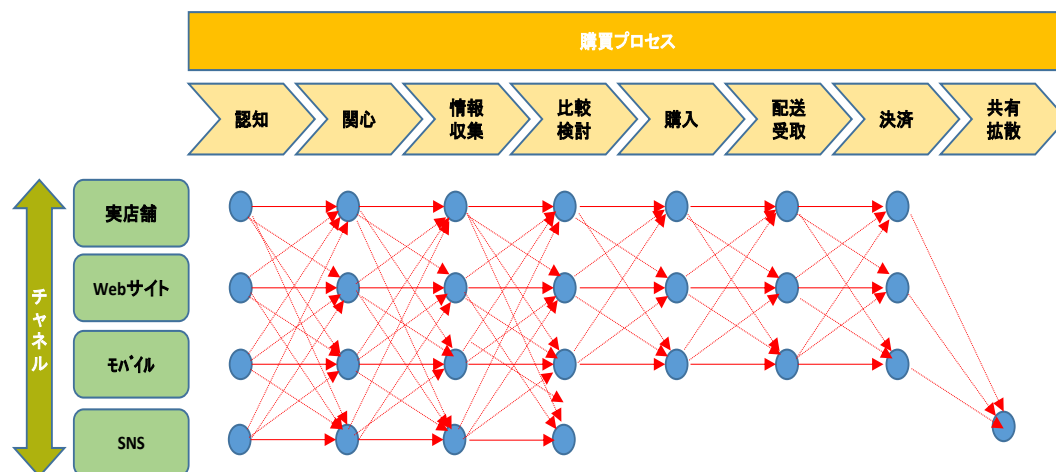 購買プロセス
認知
関心
情報
収集
比較
検討
購入
配送
受取
決済
共有
拡散
チャネル
実店舗
Webサイト
モバイル
SNS